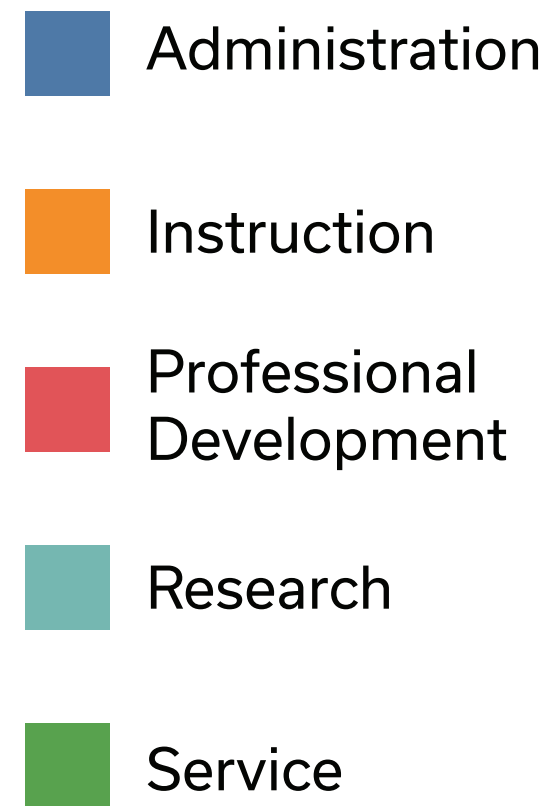 Administration
Instruction
Professional
Development
Research
Service